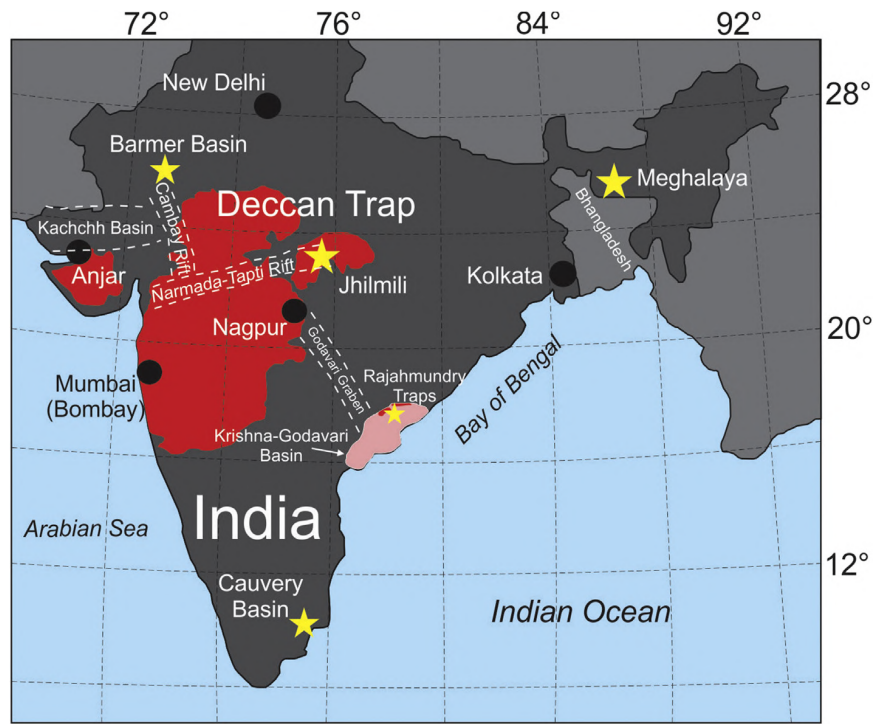 72°
76°
84°
92°
New Delhi
28°
Barmer Basin
Meghalaya
Deccan Trap
Cambay Rift
Kachchh Basin
Bhangladesh
Anjar
Narmada-Tapti Rift
Jhilmili
Kolkata
Nagpur
20°
Godavari Graben
Mumbai
(Bombay)
Rajahmundry
Traps
Bay of Bengal
Krishna-Godavari
Basin
India
Arabian Sea
12°
Cauvery
Basin
Indian Ocean